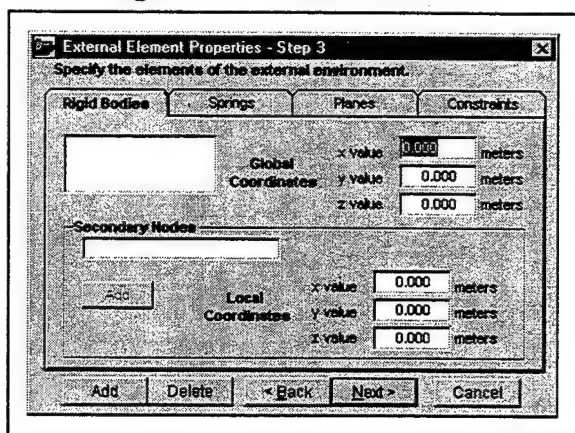 External Element Properties - Step 3
Specify the elements of the external environment.
Rigid Bodies Springs Planes Constraints
Global Coordinates
x value 0.000 meters
y value 0.000 meters
z value 0.000 meters
Secondary Nodes
Add
Local Coordinates
x value 0.000 meters
y value 0.000 meters
z value 0.000 meters
Add Delete < Back Next > Cancel